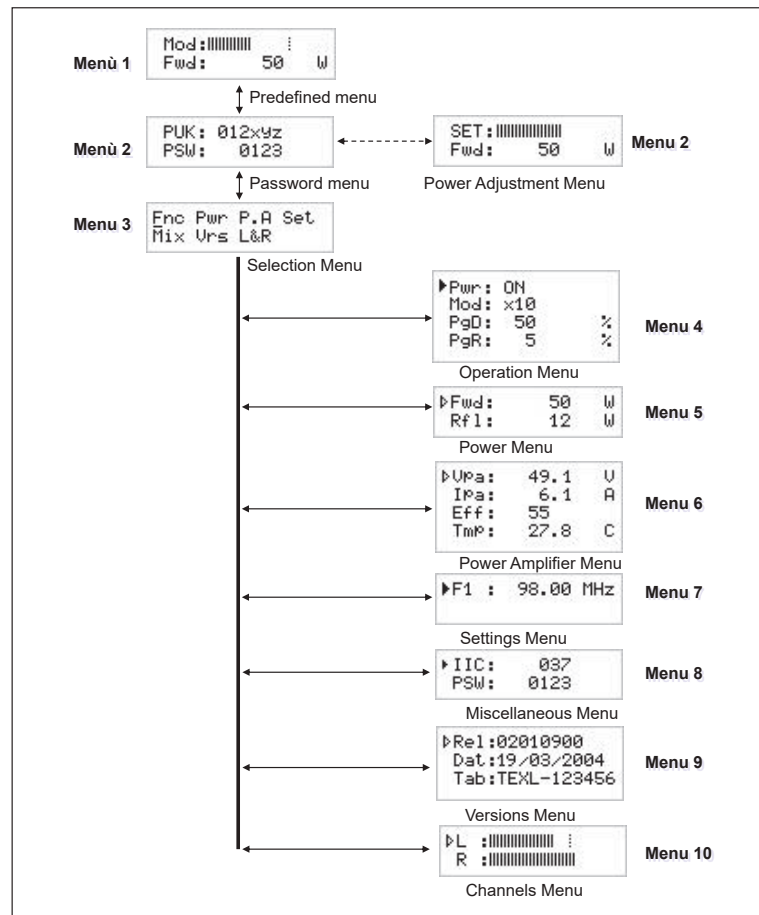 Mod:
Fwd: 50 W
Menù 1
Predefined menu
PUK: 012xyz
PSW: 0123
Menù 2
SET:
Fwd: 50 W
Menu 2
Password menu
Power Adjustment Menu
Fnc Pwr P.A Set
Mix Vrs L&R
Menu 3
Selection Menu
Pwr: ON
Mod: x10
PgD: 50 %
PgR: 5 %
Menu 4
Operation Menu
Fwd: 50 W
Rfl: 12 W
Menu 5
Power Menu
VPa: 49.1 V
IPa: 6.1 A
Eff: 55
TmP: 27.8 C
Menu 6
Power Amplifier Menu
F1 : 98.00 MHz
Menu 7
Settings Menu
IIC: 037
PSW: 0123
Menu 8
Miscellaneous Menu
Rel:02010900
Dat:19/03/2004
Tab:TEXL-123456
Menu 9
Versions Menu
L :
R :
Menu 10
Channels Menu